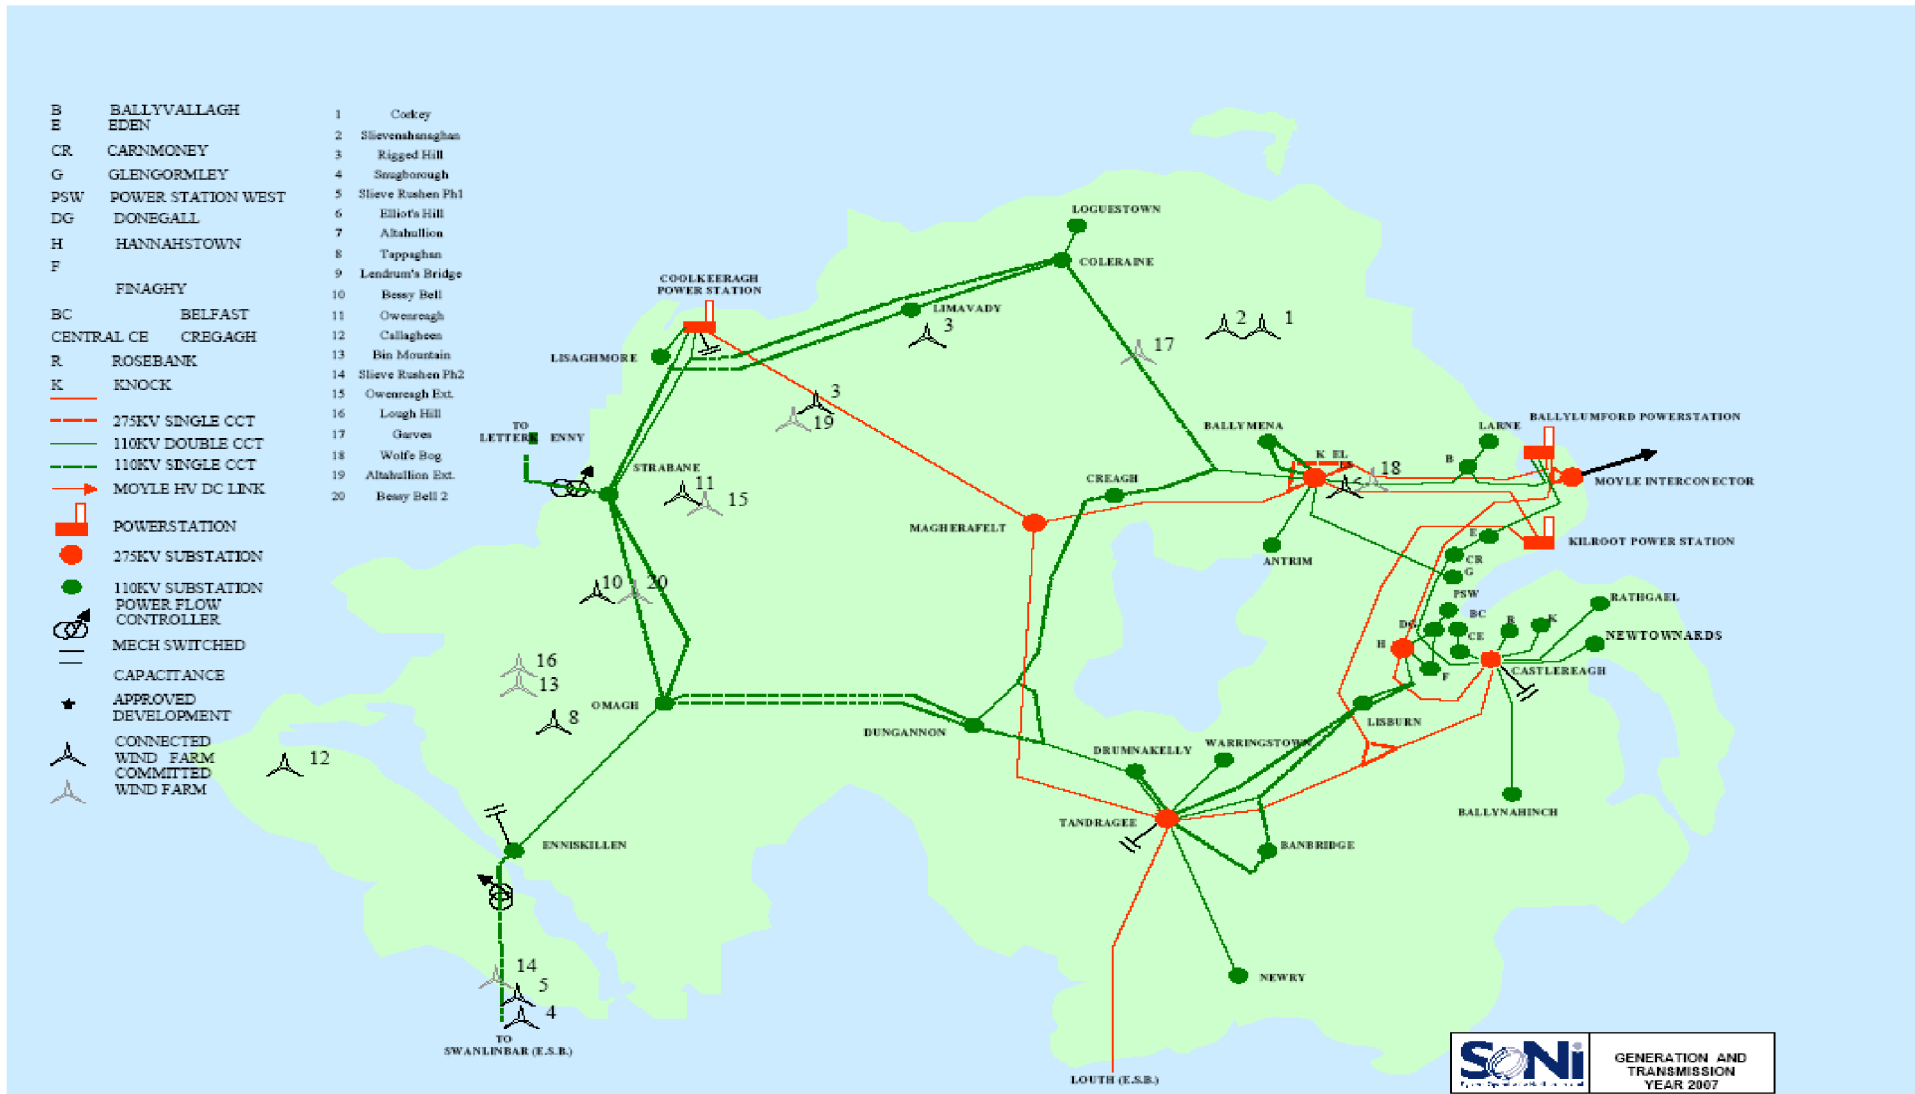 B BALLYVALLAGH
E EDEN
CR CARNMONEY
G GLENGORMLEY
PSW POWER STATION WEST
DG DONEGALL
H HANNAHSTOWN
F
FINAGHY
BC BELFAST
CENTRAL CE CREGAGH
R ROSEBANK
K KNOCK
275KV SINGLE CCT
110KV DOUBLE CCT
110KV SINGLE CCT
MOYLE HV DC LINK
POWERSTATION
275KV SUBSTATION
110KV SUBSTATION
POWER FLOW
CONTROLLER
MECH SWITCHED
CAPACITANCE
APPROVED
DEVELOPMENT
CONNECTED
WIND FARM
COMMITTED
WIND FARM
1 Corkey
2 Slievenahanaghan
3 Rigged Hill
4 Snugborough
5 Slieve Rushen Ph1
6 Elliot's Hill
7 Altahullion
8 Tappaghan
9 Lendrum's Bridge
10 Bessy Bell
11 Owenreagh
12 Callagheen
13 Bin Mountain
14 Slieve Rushen Ph2
15 Owenreagh Ext.
16 Lough Hill
17 Garves
18 Wolfe Bog
19 Altahullion Ext.
20 Bessy Bell 2
LOGUESTOWN
COLERAINE
COOLKEERAGH
POWER STATION
LIMAVADY
3
2
1
17
LISAGHMORE
3
19
TO
LETTERK ENNY
STRABANE
11
15
BALLYMENA
K EL
LS
18
BALLYLUMFORD POWERSTATION
LARNE
B
MOYLE INTERCONECTOR
CREAGH
MAGHERAFELT
ANTRIM
KILROOT POWER STATION
E
CR
G
PSW
BC
DG
CE
R
K
H
F
RATHGAEL
NEWTOWNARDS
CASTLEREAGH
10
20
16
13
8
12
OMAGH
DUNGANNON
DRUMNAKELLY
WARRINGSTOWN
LISBURN
TANDRAGEE
BANBRIDGE
BALLYNAHINCH
ENNISKILLEN
NEWRY
14
5
4
TO
SWANLINBAR (E.S.B.)
LOUTH (E.S.B.)
SONi
GENERATION AND
TRANSMISSION
YEAR 2007